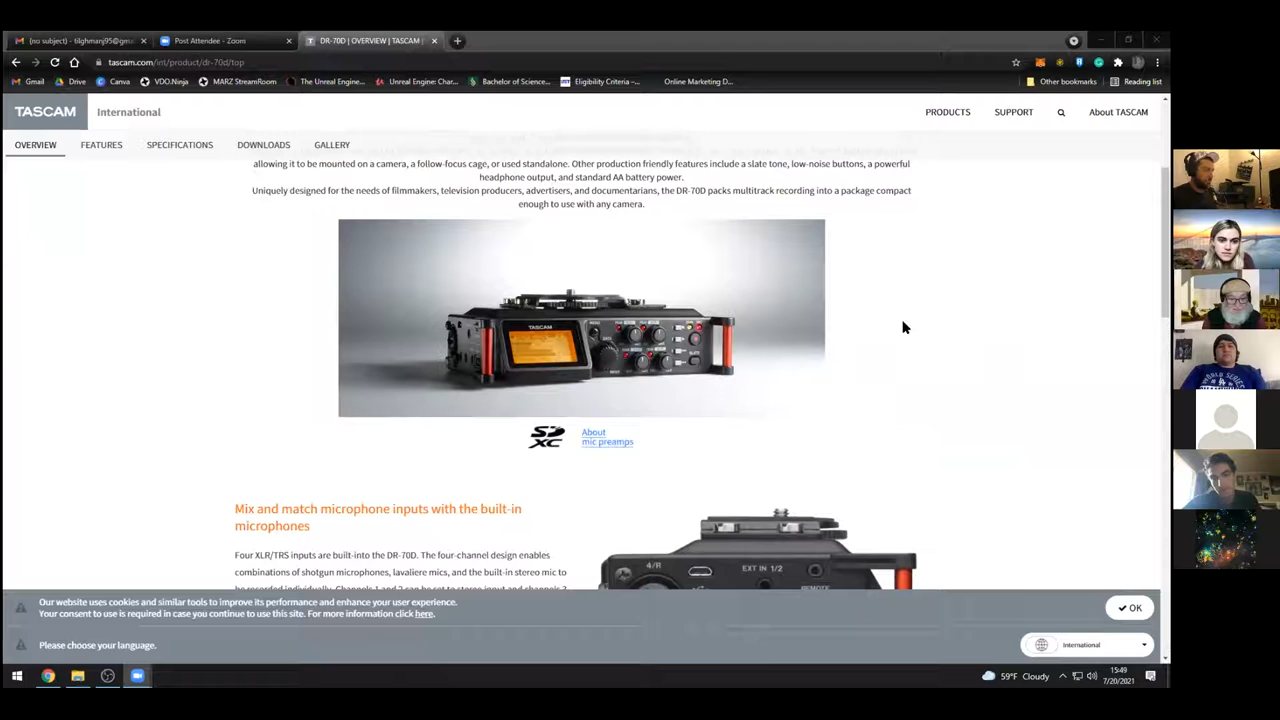 (no subject) - tilghmanj95@gm
Post Attendee - Zoom
DR-70D | OVERVIEW | TASCAM
tascam.com/int/product/dr-70d/top
Gmail
Drive
Canva
VDO.Ninja
MARZ StreamRoom
The Unreal Engine...
Unreal Engine: Char...
Bachelor of Science...
Eligibility Criteria –...
Online Marketing D...
Other bookmarks
Reading list
TASCAM
International
PRODUCTS
SUPPORT
About TASCAM
OVERVIEW
FEATURES
SPECIFICATIONS
DOWNLOADS
GALLERY
allowing it to be mounted on a camera, a follow-focus cage, or used standalone. Other production friendly features include a slate tone, low-noise buttons, a powerful
headphone output, and standard AA battery power.
Uniquely designed for the needs of filmmakers, television producers, advertisers, and documentarians, the DR-70D packs multitrack recording into a package compact
enough to use with any camera.
TASCAM
SD
XC
About
mic preamps
Mix and match microphone inputs with the built-in
microphones
Four XLR/TRS inputs are built-into the DR-70D. The four-channel design enables
combinations of shotgun microphones, lavaliere mics, and the built-in stereo mic to
4/R
EXT IN 1/2
REMOTE
Our website uses cookies and similar tools to improve its performance and enhance your user experience.
Your consent to use is required in case you continue to use this site. For more information click here.
OK
Please choose your language.
International
59°F Cloudy
15:49
7/20/2021